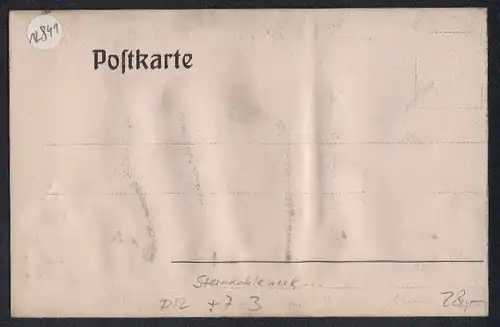 12841
Postkarte
Steinkohlewerk
DR +7-3
28,-